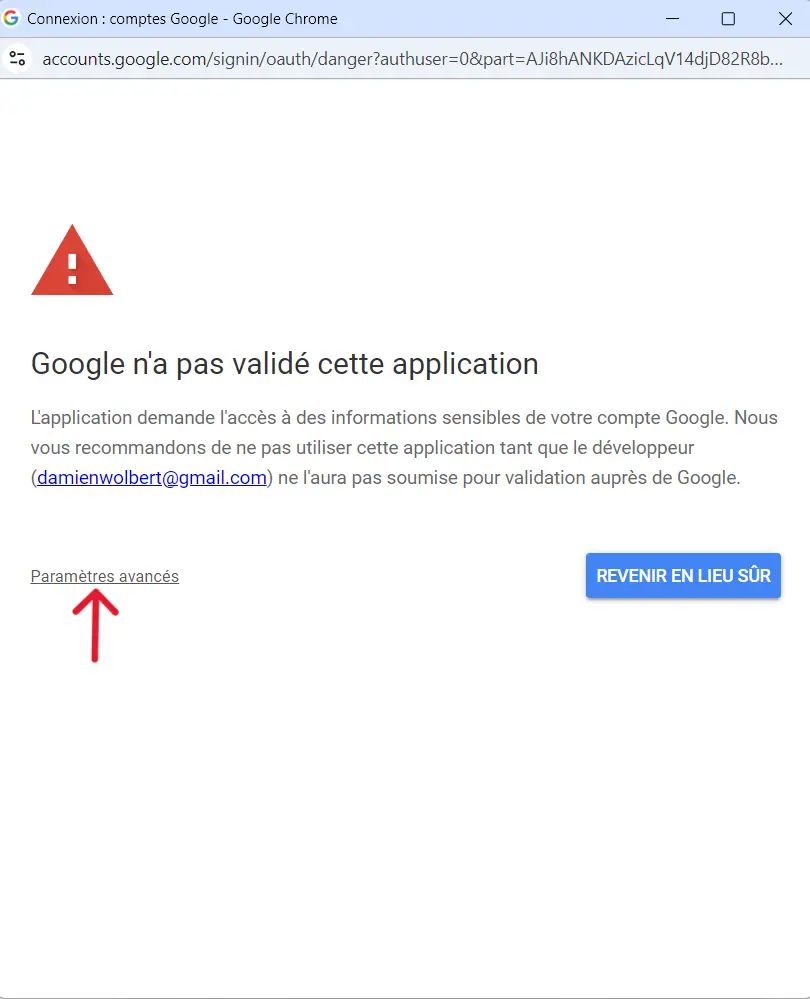 Connexion : comptes Google - Google Chrome
accounts.google.com/signin/oauth/danger?authuser=0&part=AJi8hANKDAzicLqV14djD82R8b...
Google n'a pas validé cette application
L'application demande l'accès à des informations sensibles de votre compte Google. Nous
vous recommandons de ne pas utiliser cette application tant que le développeur
(damienwolbert@gmail.com) ne l'aura pas soumise pour validation auprès de Google.
Paramètres avancés
REVENIR EN LIEU SÛR